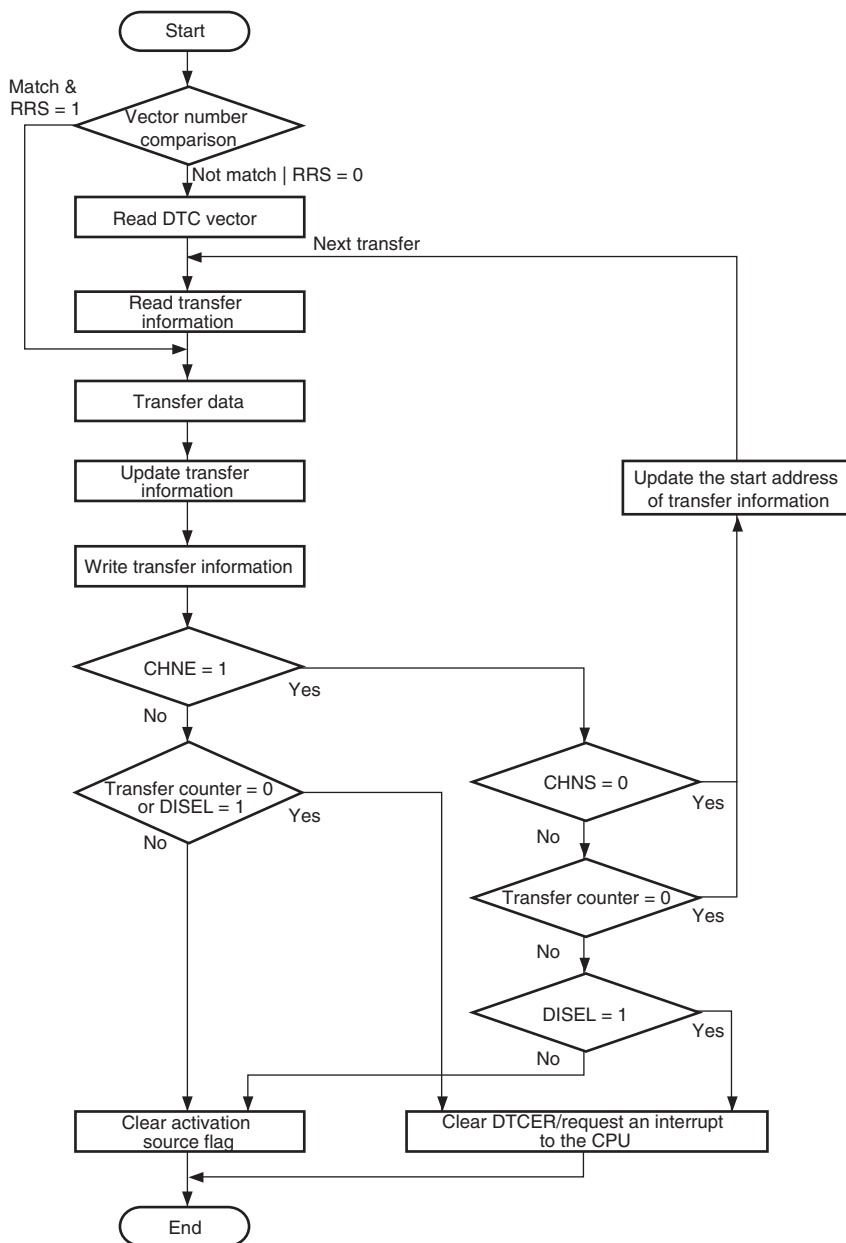 Start
Match &
RRS = 1
Vector number
comparison
Not match | RRS = 0
Read DTC vector
Next transfer
Read transfer
information
Transfer data
Update transfer
information
Update the start address
of transfer information
Write transfer information
CHNE = 1
Yes
No
Transfer counter = 0
or DISEL = 1
Yes
No
CHNS = 0
Yes
No
Transfer counter = 0
Yes
No
DISEL = 1
Yes
No
Clear activation
source flag
Clear DTCER/request an interrupt
to the CPU
End